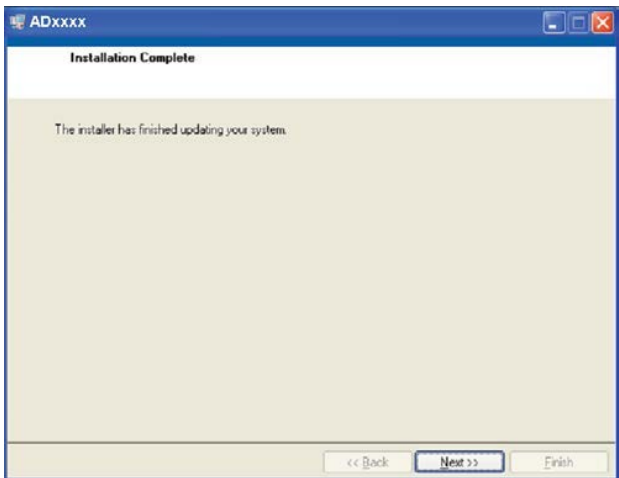 ADxxxx
Installation Complete
The installer has finished updating your system.
<< Back Next >> Finish